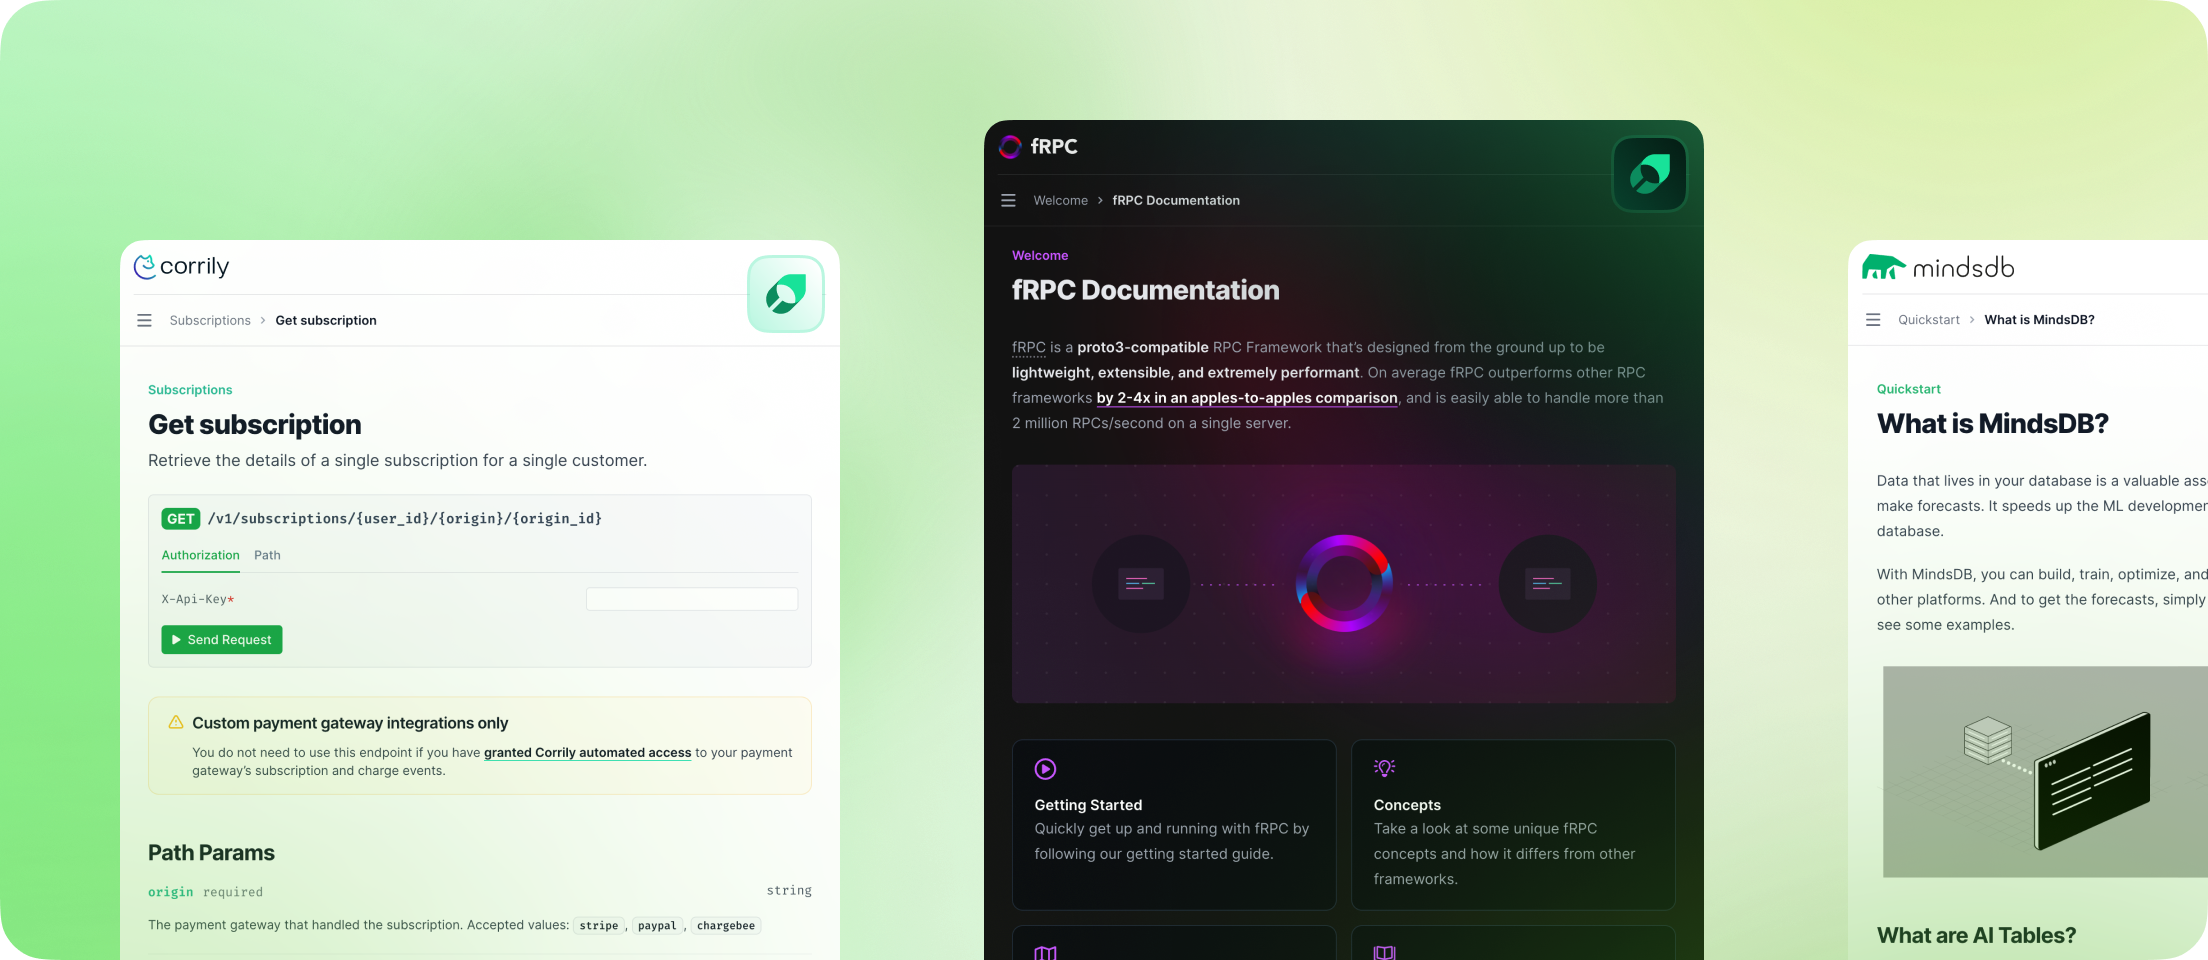 corrily
Subscriptions > Get subscription
Subscriptions
Get subscription
Retrieve the details of a single subscription for a single customer.
GET /v1/subscriptions/{user_id}/{origin}/{origin_id}
Authorization Path
X-Api-Key*
Send Request
Custom payment gateway integrations only
You do not need to use this endpoint if you have granted Corrily automated access to your payment
gateway's subscription and charge events.
Path Params
origin required string
The payment gateway that handled the subscription. Accepted values: stripe, paypal, chargebee
fRPC
Welcome > fRPC Documentation
Welcome
fRPC Documentation
fRPC is a proto3-compatible RPC Framework that's designed from the ground up to be
lightweight, extensible, and extremely performant. On average fRPC outperforms other RPC
frameworks by 2-4x in an apples-to-apples comparison, and is easily able to handle more than
2 million RPCs/second on a single server.
Getting Started
Quickly get up and running with fRPC by
following our getting started guide.
Concepts
Take a look at some unique fRPC
concepts and how it differs from other
frameworks.
mindsdb
Quickstart > What is MindsDB?
Quickstart
What is MindsDB?
Data that lives in your database is a valuable
make forecasts. It speeds up the ML
database.
With MindsDB, you can build, train, optimize, and
other platforms. And to get the forecasts, simply
see some examples.
What are AI Tables?